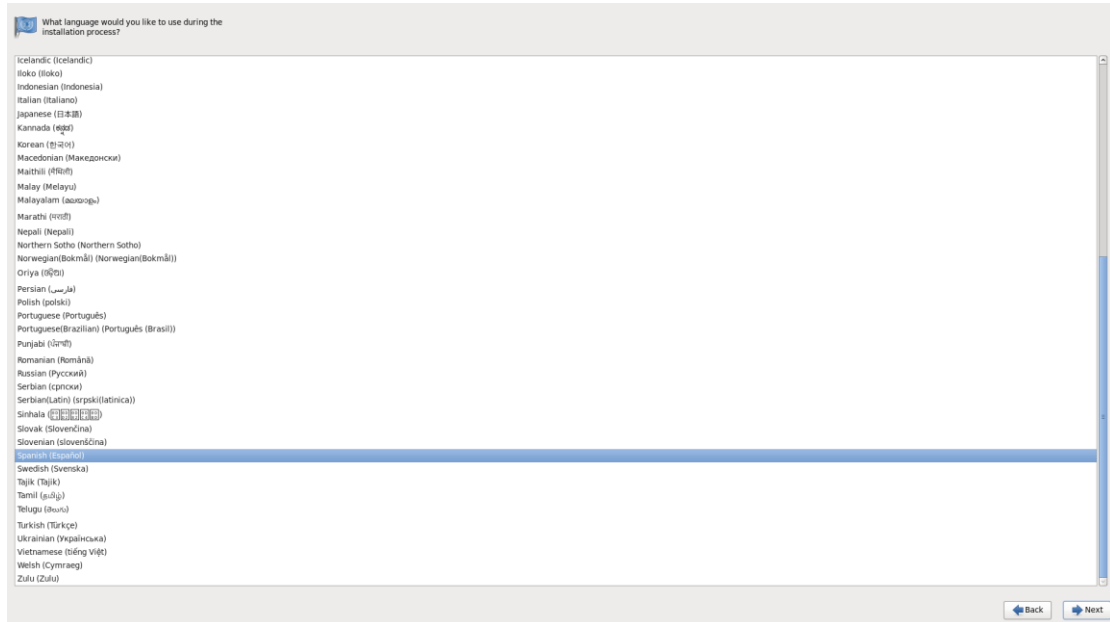 What language would you like to use during the
installation process?
Icelandic (Icelandic)
Iloko (Iloko)
Indonesian (Indonesia)
Italian (Italiano)
Japanese (日本語)
Kannada (ಕನ್ನಡ)
Korean (한국어)
Macedonian (Македонски)
Maithili (मैथिली)
Malay (Melayu)
Malayalam (മലയാളം)
Marathi (मराठी)
Nepali (Nepali)
Northern Sotho (Northern Sotho)
Norwegian(Bokmål) (Norwegian(Bokmål))
Oriya (ଓଡ଼ିଆ)
Persian (فارسی)
Polish (polski)
Portuguese (Português)
Portuguese(Brazilian) (Português (Brasil))
Punjabi (ਪੰਜਾਬੀ)
Romanian (Română)
Russian (Русский)
Serbian (српски)
Serbian(Latin) (srpski(latinica))
Sinhala
Slovak (Slovenčina)
Slovenian (slovenščina)
Spanish (Español)
Swedish (Svenska)
Tajik (Tajik)
Tamil (தமிழ்)
Telugu (తెలుగు)
Turkish (Türkçe)
Ukrainian (Українська)
Vietnamese (tiếng Việt)
Welsh (Cymraeg)
Zulu (Zulu)
Back Next